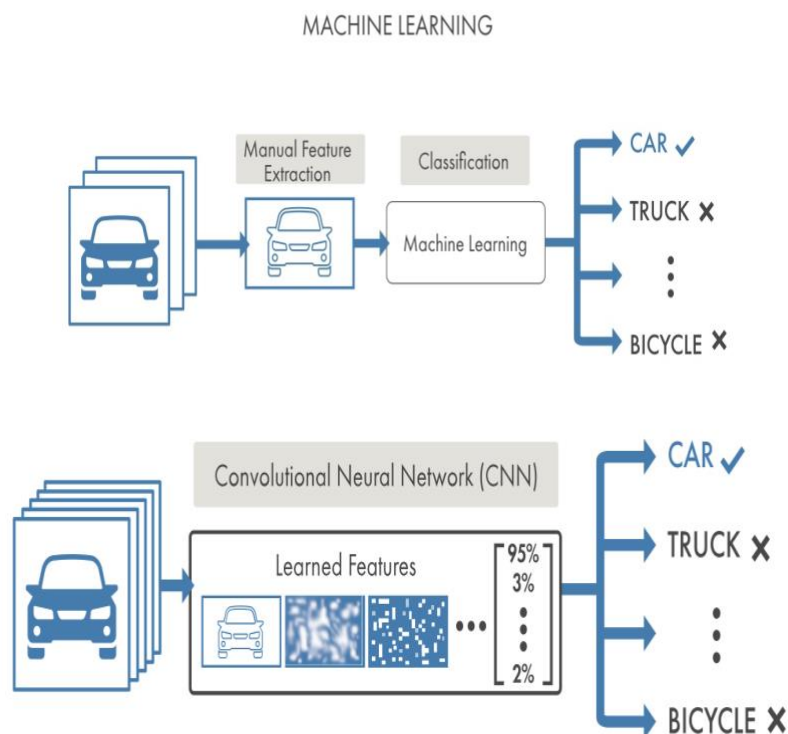 MACHINE LEARNING
Manual Feature
Extraction
Classification
Machine Learning
CAR
TRUCK
BICYCLE
Convolutional Neural Network (CNN)
Learned Features
95%
3%
2%
CAR
TRUCK
BICYCLE